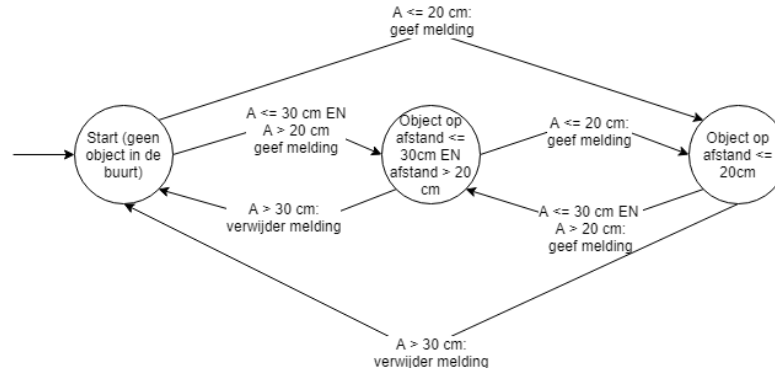 A <= 20 cm:
geef melding
Start (geen
object in de
buurt)
A <= 30 cm EN
A > 20 cm
geef melding
Object op
afstand <=
30cm EN
afstand > 20
cm
A <= 20 cm:
geef melding
Object op
afstand <=
20cm
A > 30 cm:
verwijder melding
A <= 30 cm EN
A > 20 cm:
geef melding
A > 30 cm:
verwijder melding